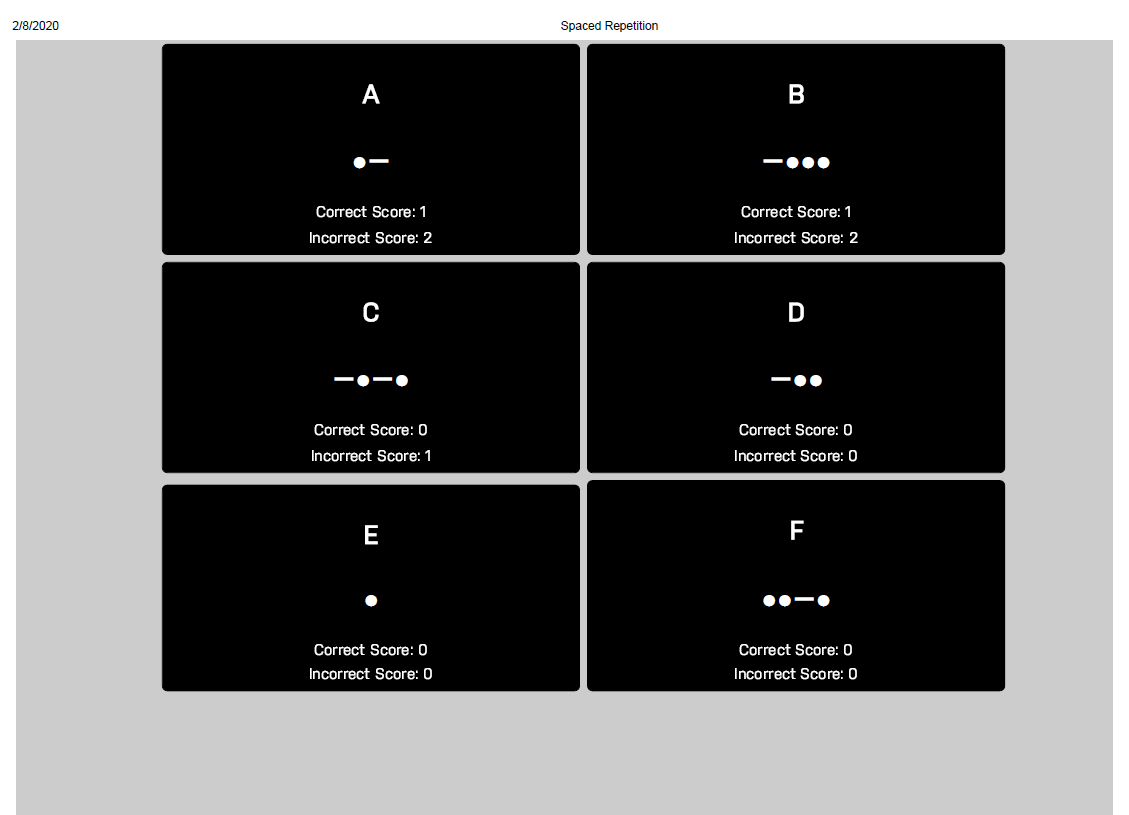 2/8/2020 Spaced Repetition
A B
●— —●●●
Correct Score: 1 Correct Score: 1
Incorrect Score: 2 Incorrect Score: 2
C D
—●—● —●●
Correct Score: 0 Correct Score: 0
Incorrect Score: 1 Incorrect Score: 0
E F
● ●●—●
Correct Score: 0 Correct Score: 0
Incorrect Score: 0 Incorrect Score: 0